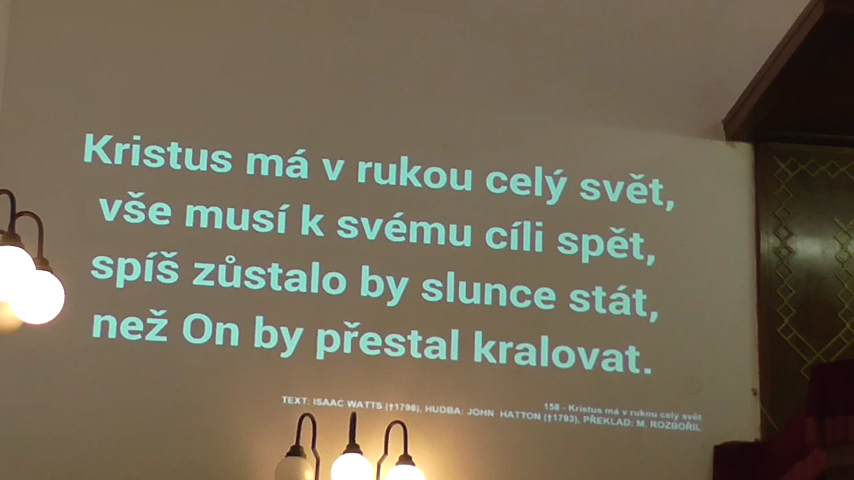 Kristus má v rukou celý svět,
vše musí k svému cíli spět,
spíš zůstalo by slunce stát,
než On by přestal kralovat.
158 - Kristus má v rukou celý svět
TEXT: ISAAC WATTS (†1798), HUDBA: JOHN HATTON (†1793), PŘEKLAD: M. ROZBOŘIL